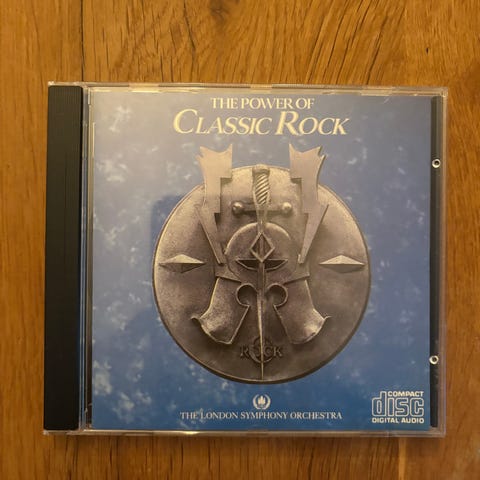 THE POWER OF
CLASSIC ROCK
ROCK
THE LONDON SYMPHONY ORCHESTRA
COMPACT
disc
DIGITAL AUDIO